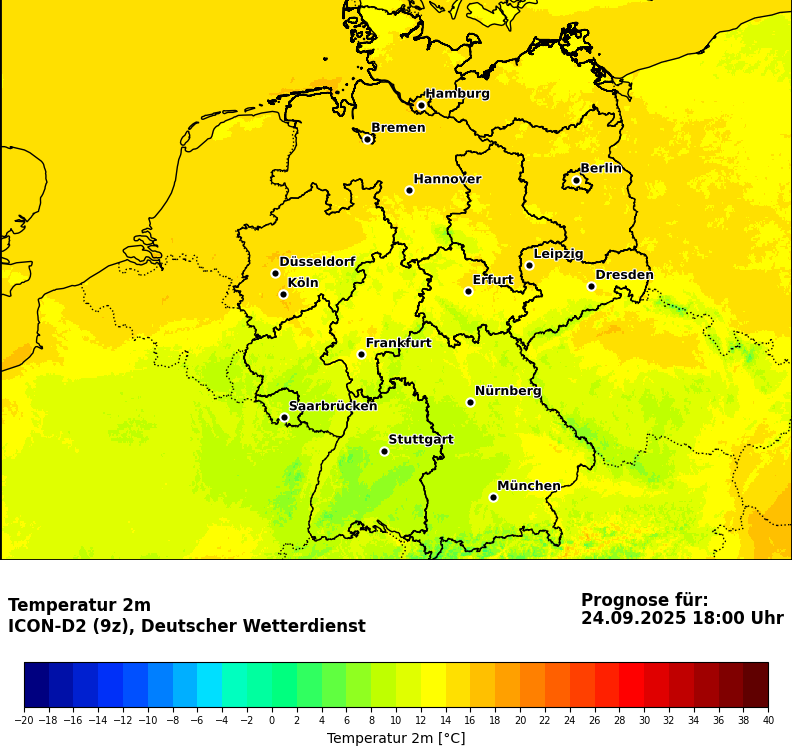 Hamburg
Bremen
Berlin
Hannover
Leipzig
Düsseldorf
Dresden
Köln
Erfurt
Frankfurt
Nürnberg
Saarbrücken
Stuttgart
München
Temperatur 2m
ICON-D2 (9z), Deutscher Wetterdienst
Prognose für:
24.09.2025 18:00 Uhr
−20 −18 −16 −14 −12 −10 −8 −6 −4 −2 0 2 4 6 8 10 12 14 16 18 20 22 24 26 28 30 32 34 36 38 40
Temperatur 2m [°C]